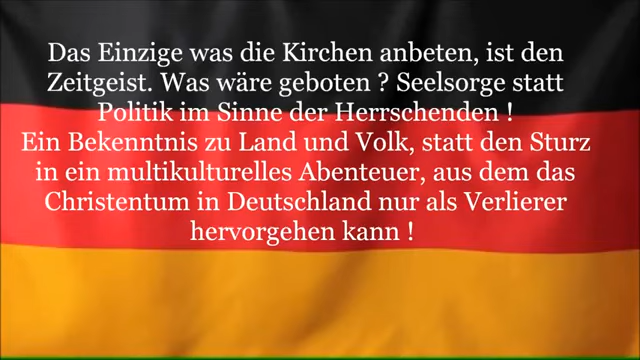 Das Einzige was die Kirchen anbeten, ist den
Zeitgeist. Was wäre geboten ? Seelsorge statt
Politik im Sinne der Herrschenden !
Ein Bekenntnis zu Land und Volk, statt den Sturz
in ein multikulturelles Abenteuer, aus dem das
Christentum in Deutschland nur als Verlierer
hervorgehen kann !